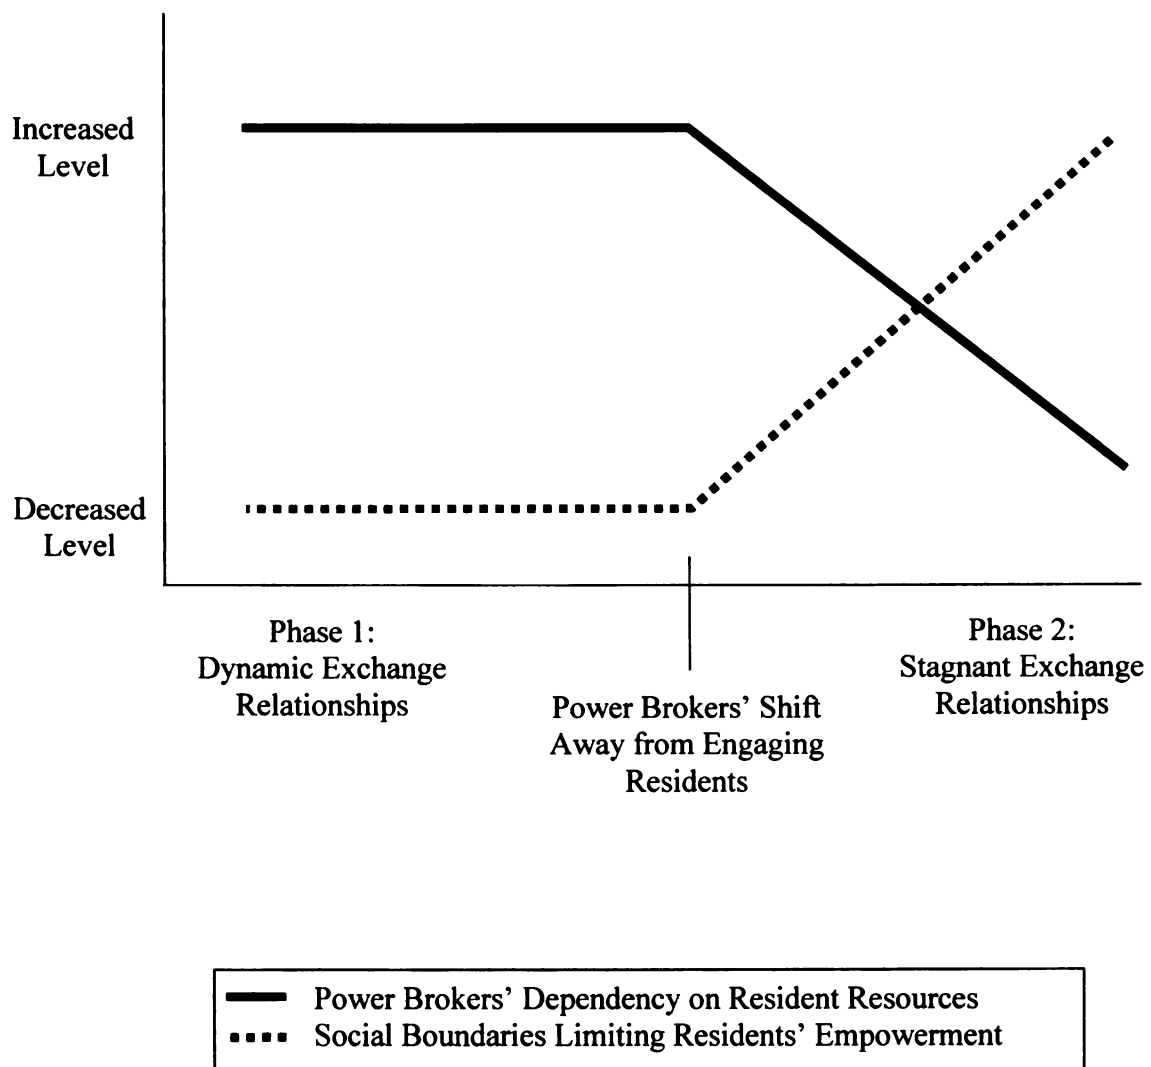 Increased
Level
Decreased
Level
Phase 1:
Dynamic Exchange
Relationships
Power Brokers’ Shift
Away from Engaging
Residents
Phase 2:
Stagnant Exchange
Relationships
Power Brokers’ Dependency on Resident Resources
Social Boundaries Limiting Residents’ Empowerment